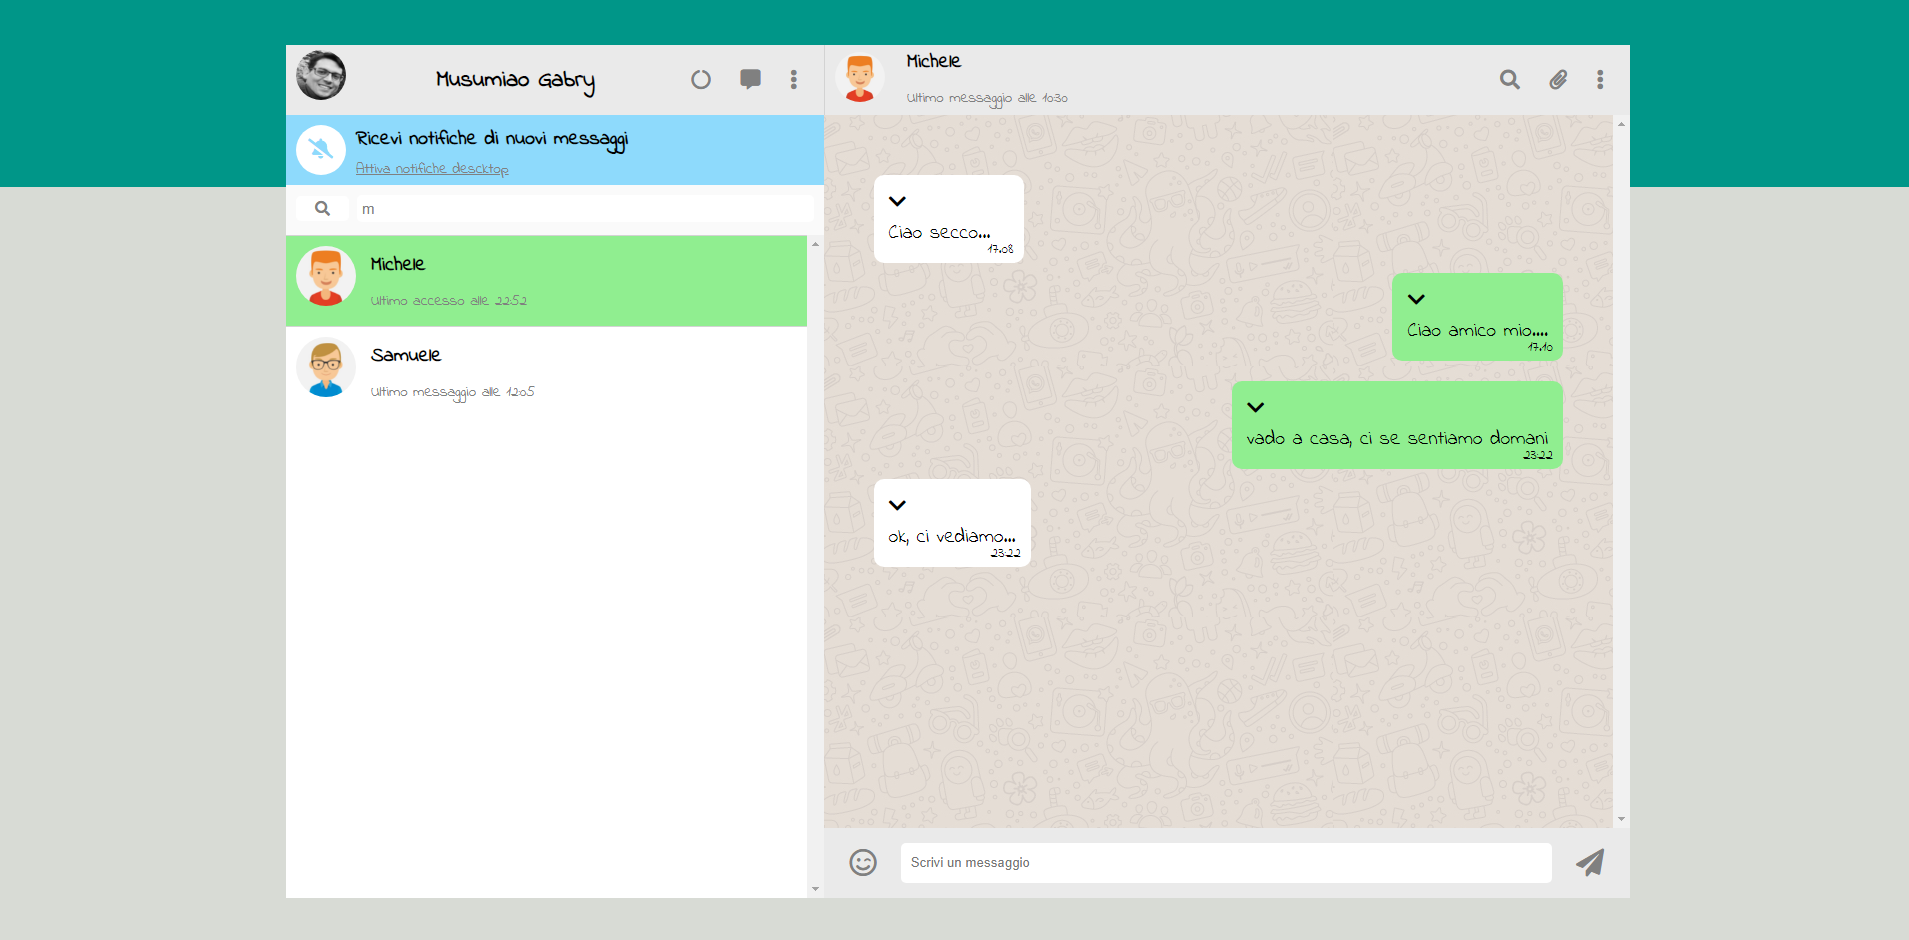 Musumiao Gabry
Ricevi notifiche di nuovi messaggi
Attiva notifiche descktop
m
Michele
Ultimo accesso alle 22:52
Samuele
Ultimo messaggio alle 12:05
Michele
Ultimo messaggio alle 10:30
Ciao secco...
17:08
Ciao amico mio....
17:10
vado a casa, ci se sentiamo domani
23:22
ok, ci vediamo...
23:22
Scrivi un messaggio